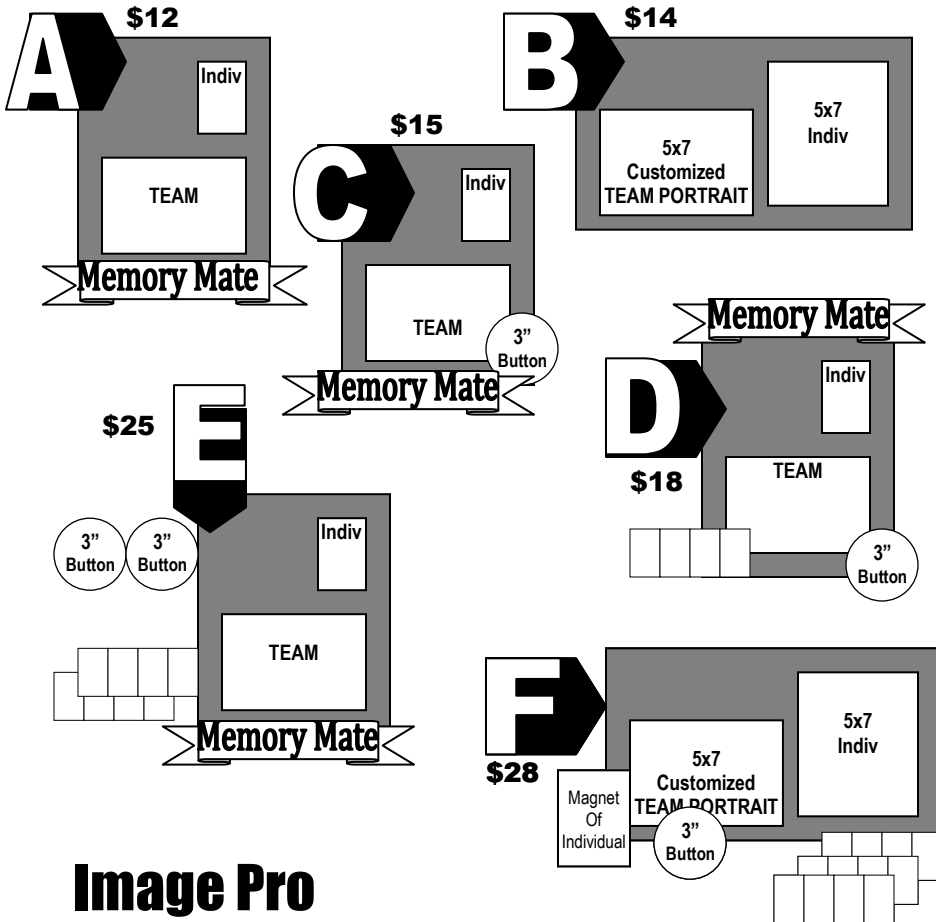 A
$12
Indiv
TEAM
Memory Mate
B
$14
5x7
Customized
TEAM PORTRAIT
5x7
Indiv
C
$15
Indiv
TEAM
3”
Button
Memory Mate
Memory Mate
D
$18
Indiv
TEAM
3”
Button
E
$25
3”
Button
3”
Button
Indiv
TEAM
Memory Mate
F
$28
5x7
Customized
TEAM PORTRAIT
5x7
Indiv
Magnet
Of
Individual
3”
Button
Image Pro